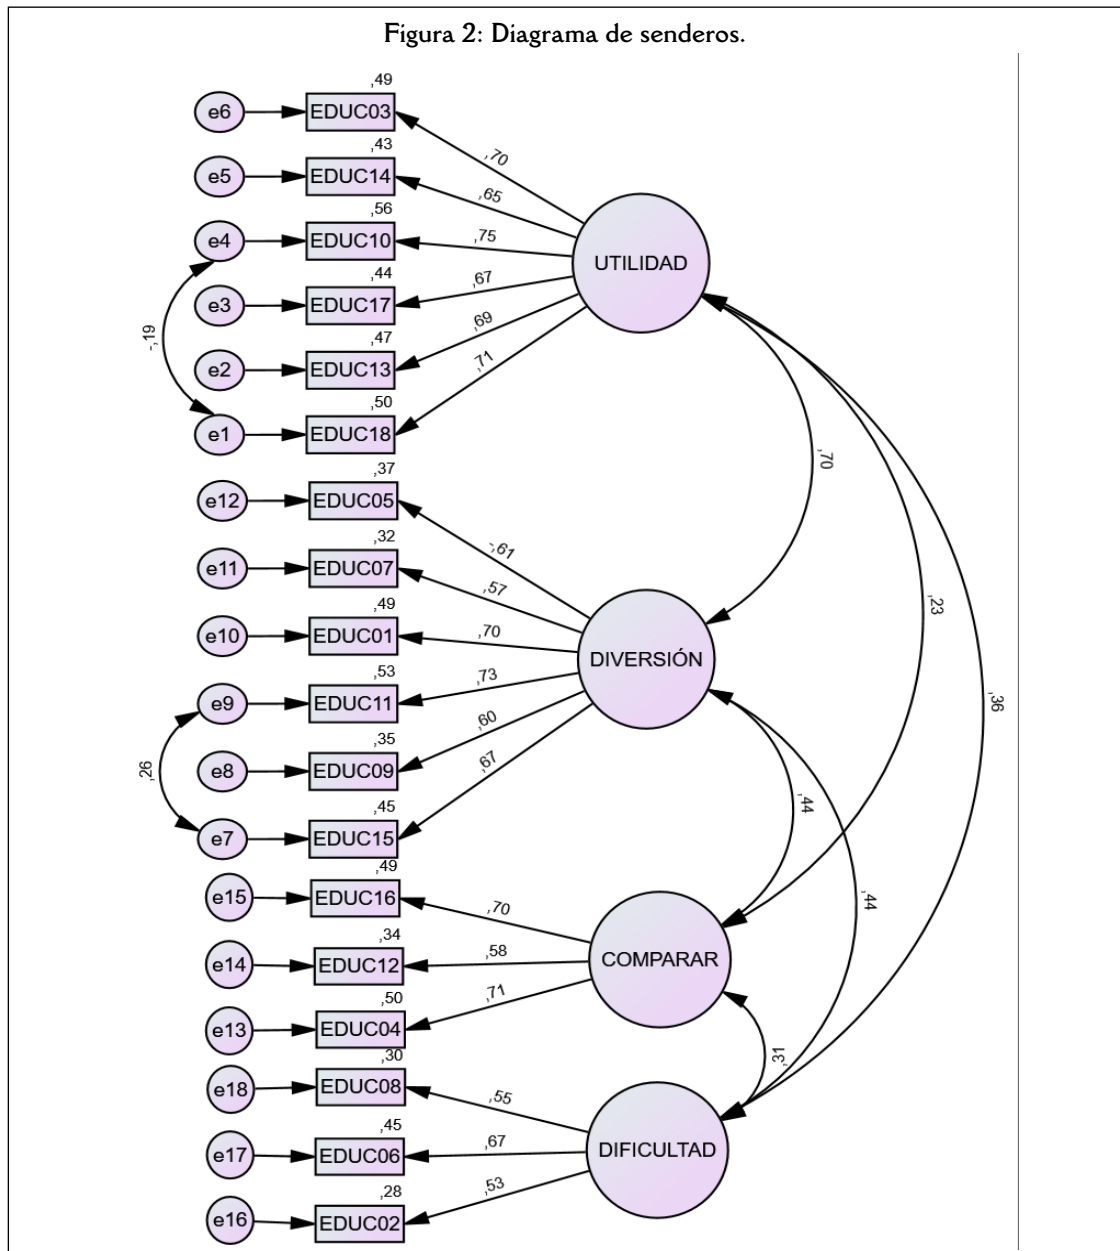 Figura 2: Diagrama de senderos.
,49
e6
EDUC03
,70
,43
e5
EDUC14
,65
,56
e4
EDUC10
,75
UTILIDAD
,44
e3
EDUC17
,67
-,19
,47
e2
EDUC13
,69
,50
e1
EDUC18
,71
,70
,37
e12
EDUC05
-,61
,32
e11
EDUC07
,57
,23
,49
e10
EDUC01
,70
DIVERSIÓN
,53
e9
EDUC11
,73
,36
,26
,35
e8
EDUC09
,60
,44
,45
e7
EDUC15
,67
,49
e15
EDUC16
,70
,44
,34
e14
EDUC12
,58
COMPARAR
,50
e13
EDUC04
,71
,31
,30
e18
EDUC08
,55
,45
e17
EDUC06
,67
DIFICULTAD
,28
e16
EDUC02
,53